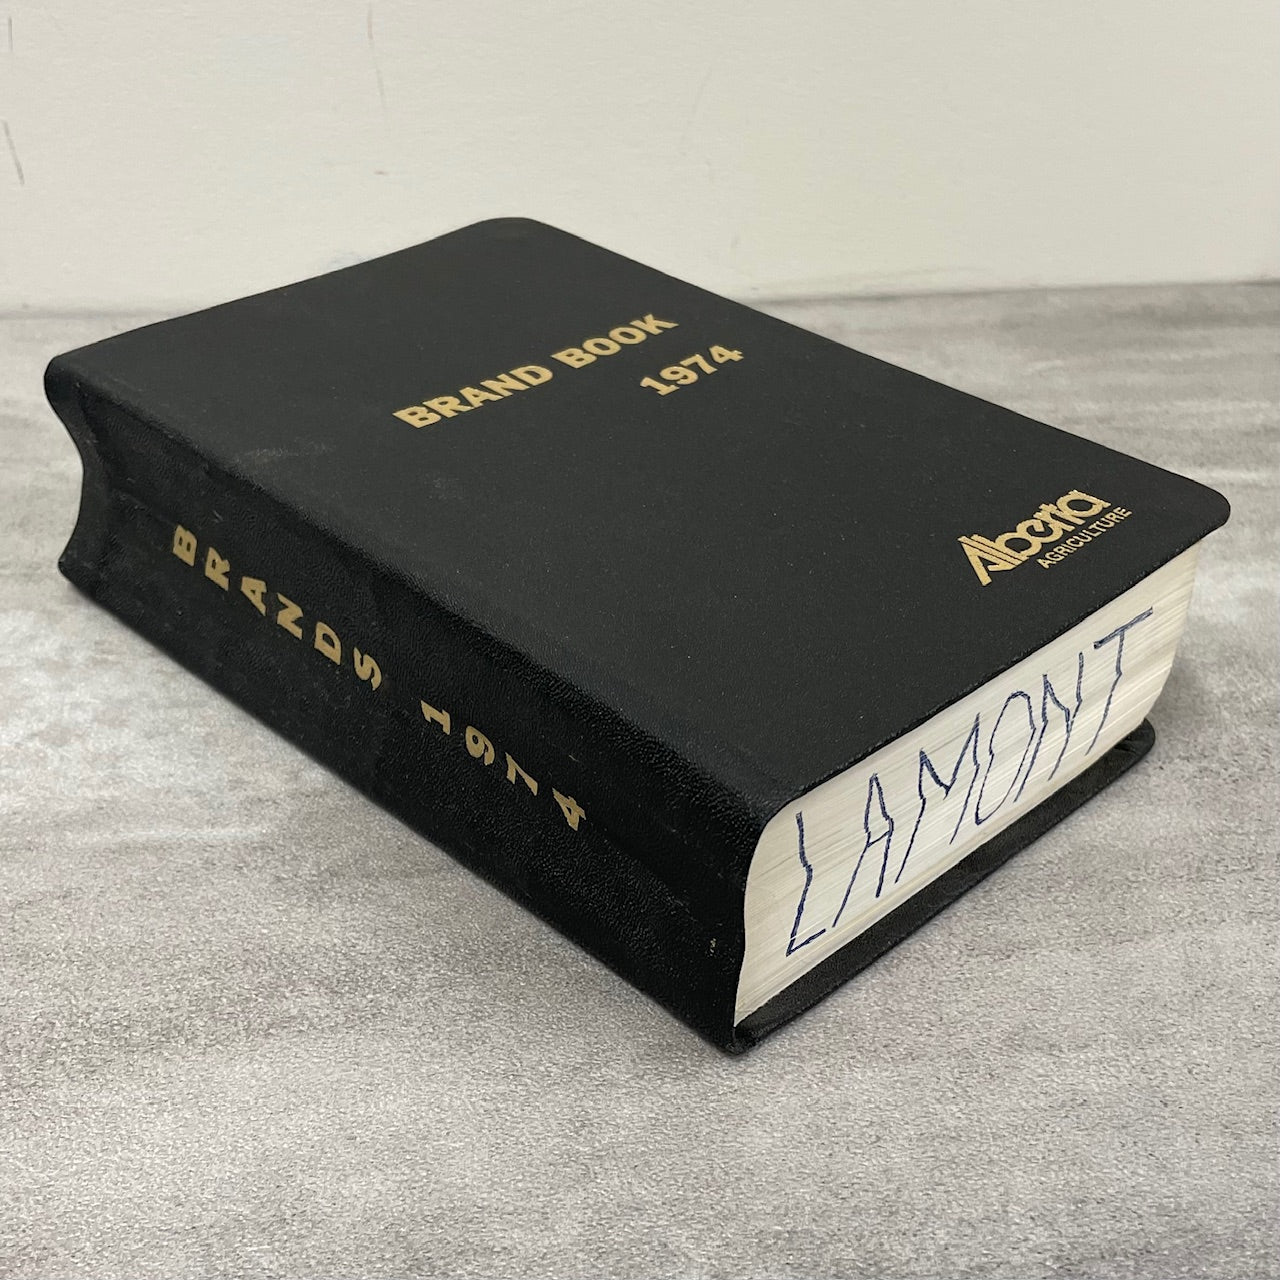 BRAND BOOK
1974
Alberta
AGRICULTURE
BRANDS 1974
LAMONT